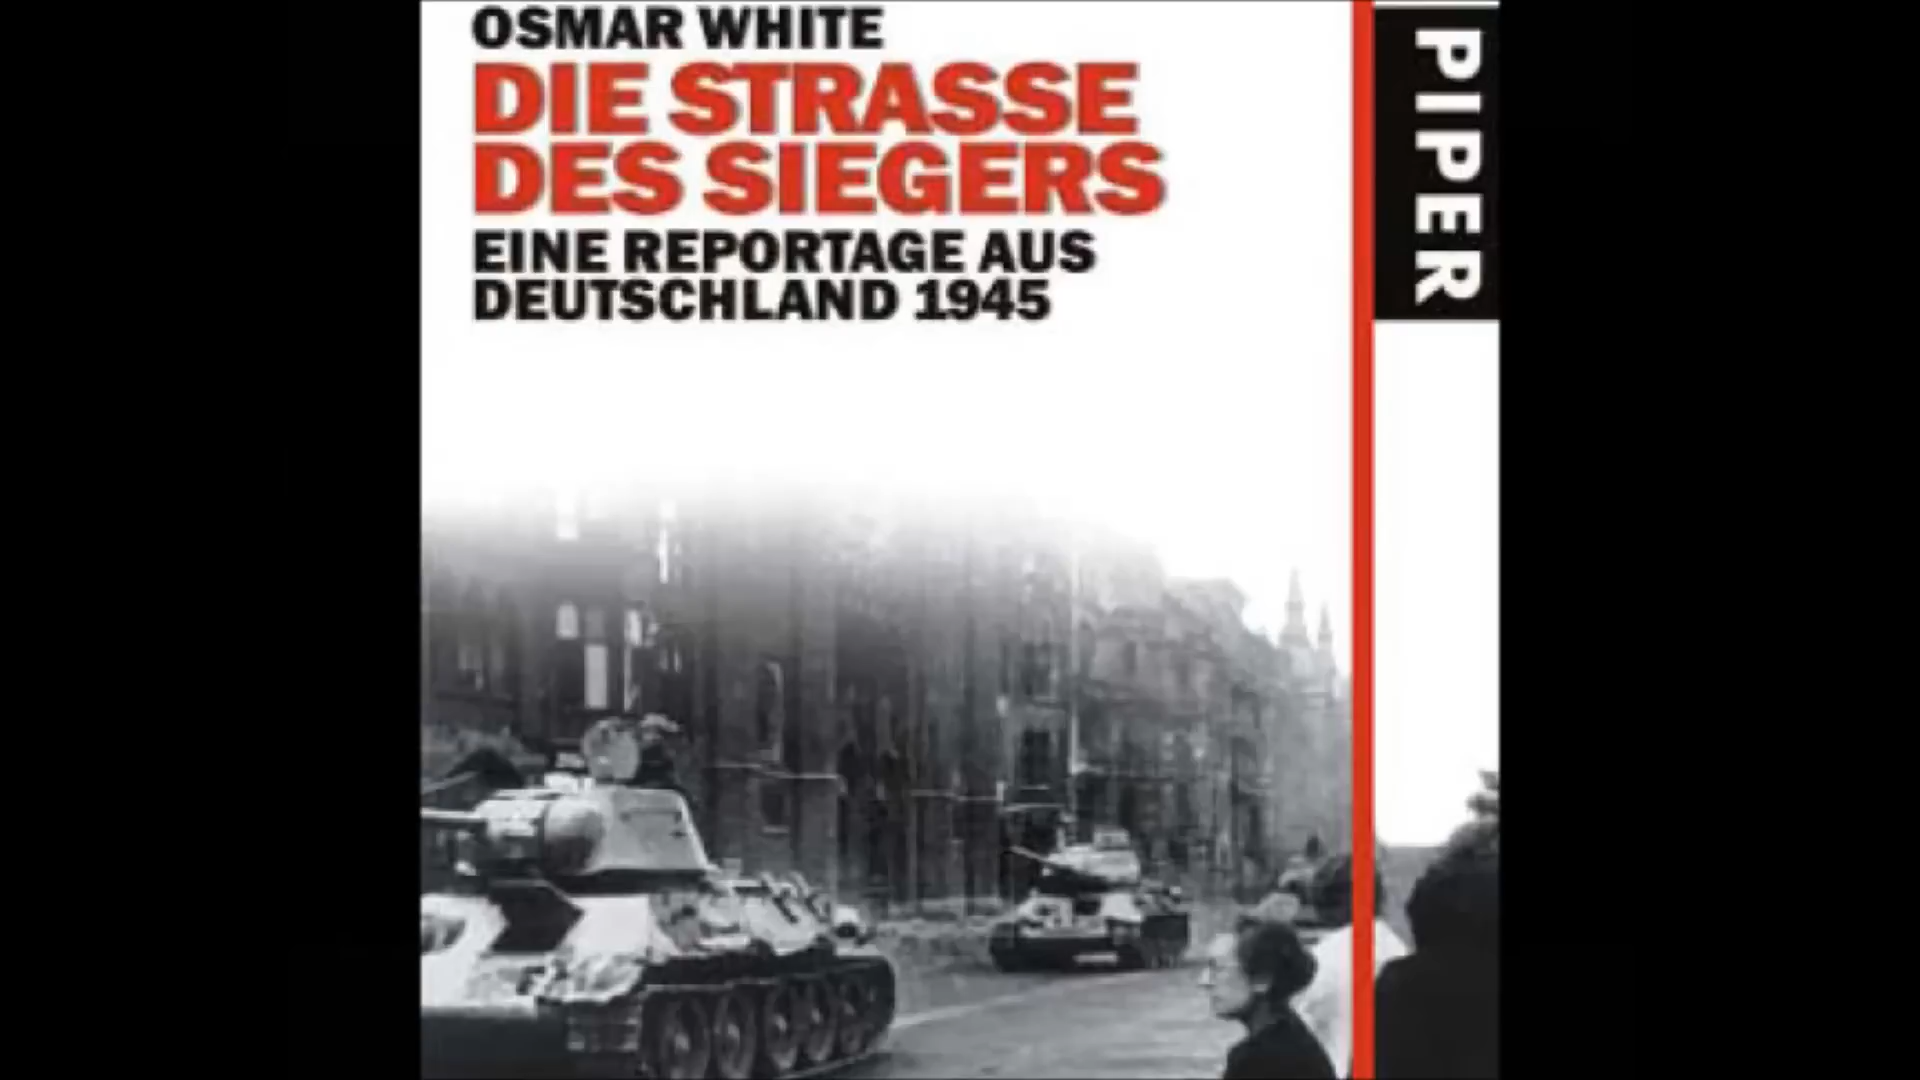 OSMAR WHITE
DIE STRASSE
DES SIEGERS
EINE REPORTAGE AUS
DEUTSCHLAND 1945
PIPER